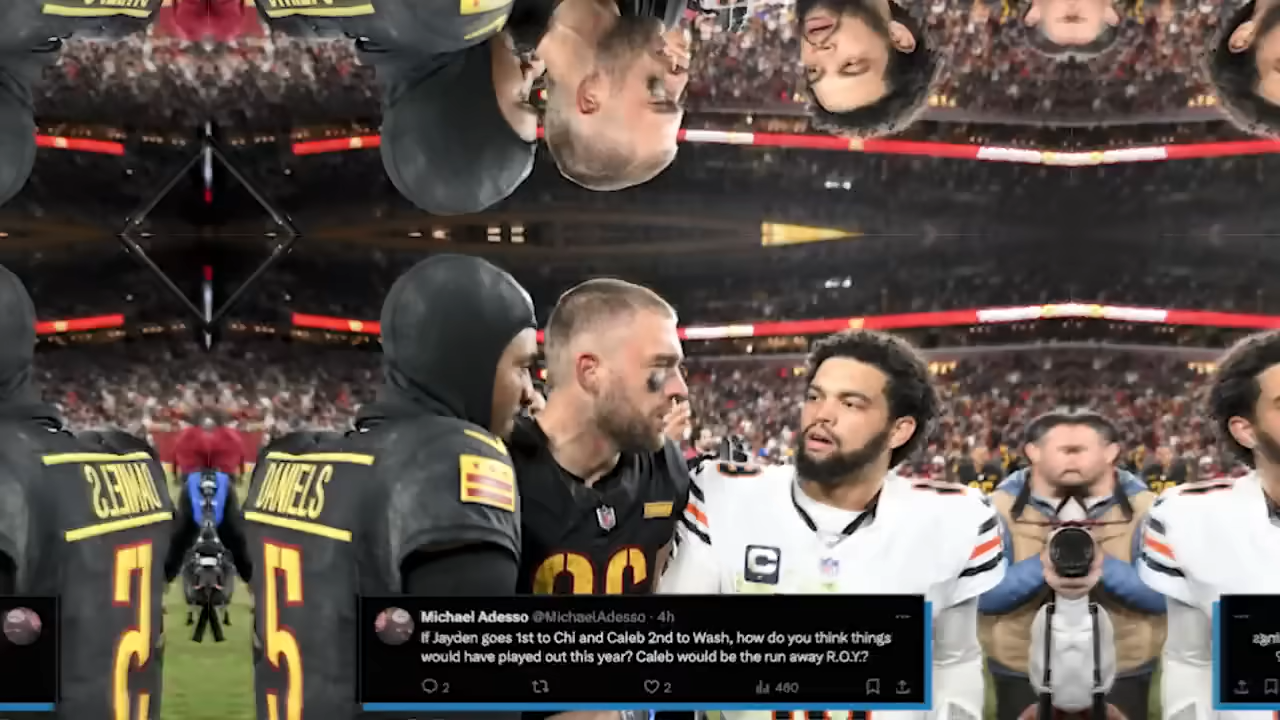 DANIELS
5
C
Michael Adesso @MichaelAdesso · 4h
If Jayden goes 1st to Chi and Caleb 2nd to Wash, how do you think things
would have played out this year? Caleb would be the run away R.O.Y.?
2
2
460